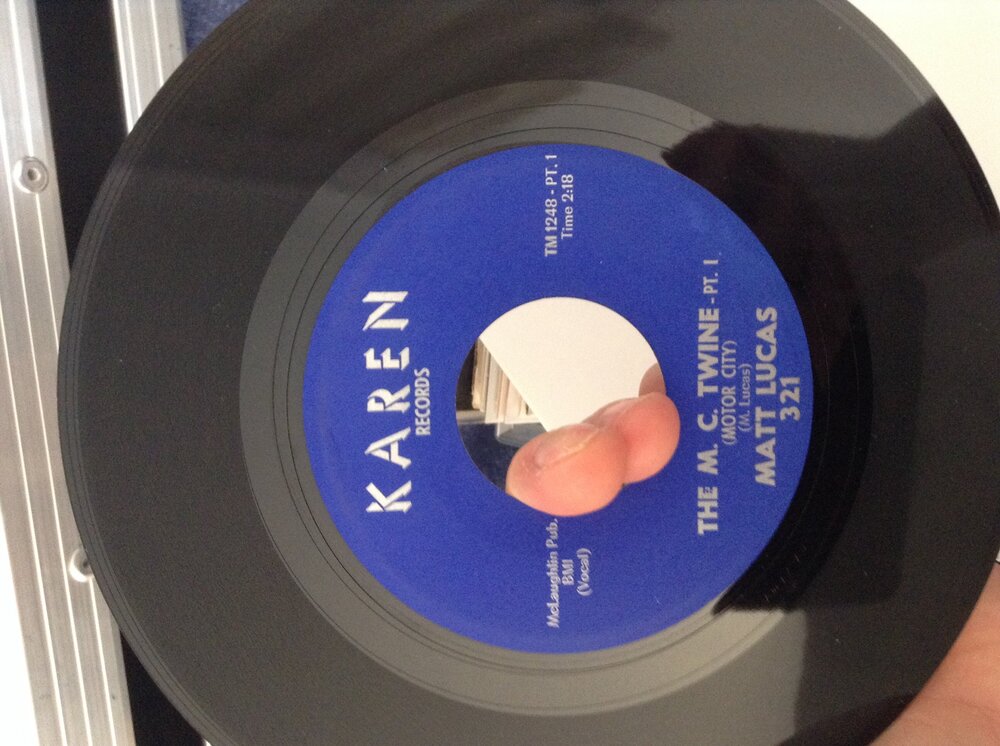 KAREN
RECORDS
McLaughlin Pub.
BMI
(Vocal)
TM 1248 - PT. 1
Time 2:18
THE M. C. TWINE - PT. I
(MOTOR CITY)
(M. Lucas)
MATT LUCAS
321